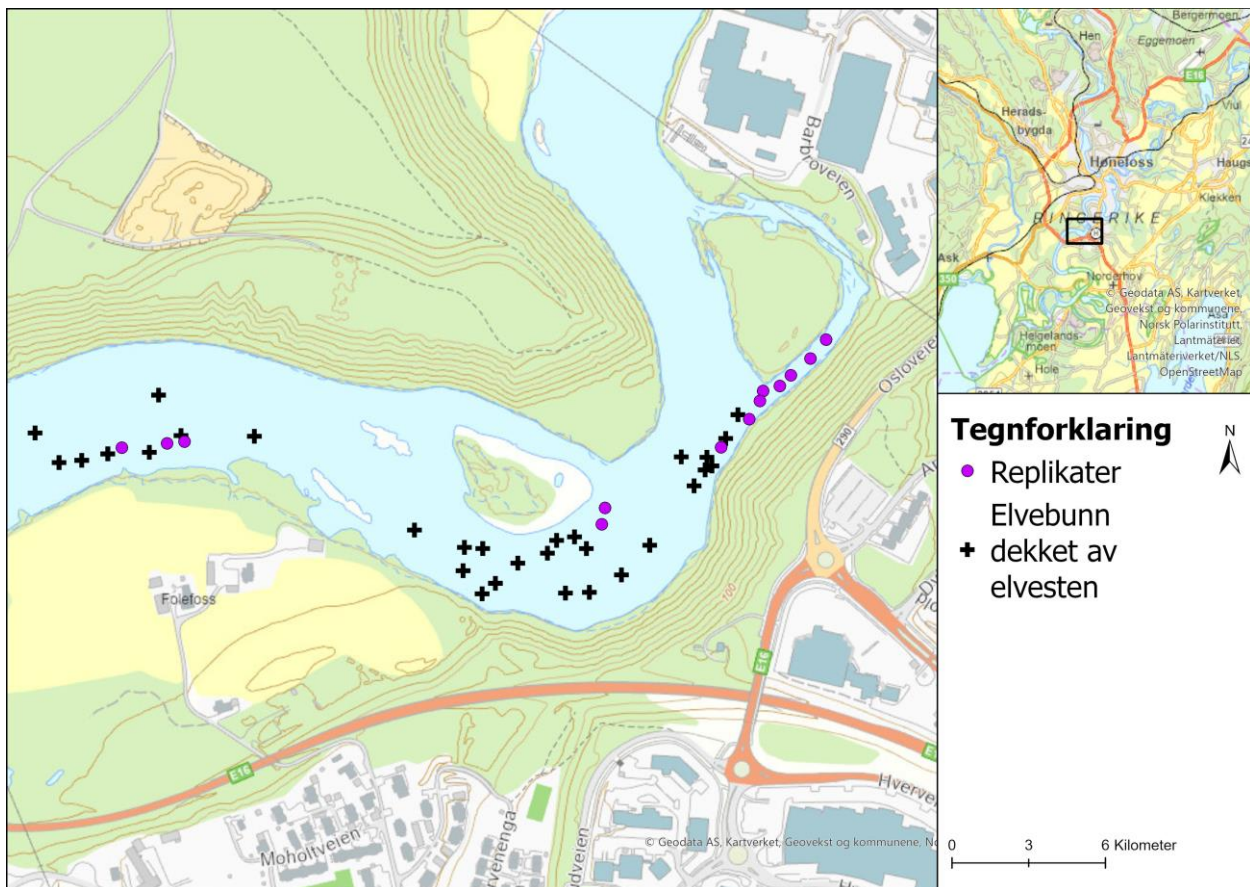 Barbroveien
Osloveien
290
100
E16
Folefoss
E16
Moholtveien
Hverve
© Geodata AS, Kartverket, Geovekst og kommunene, No
Bergermoen
Hen
Eggemoen
E16
Viul
Herads-
bygda
Hønefoss
Haugs
Klekken
RINGERIKE
Ask
Norderhov
© Geodata AS, Kartverket,
Geovekst og kommunene,
Norsk Polarinstitutt,
Lantmäteriet,
Lantmäteriverket/NLS,
OpenStreetMap
Åsa
Helgelands-
moen
Hole
Tegnforklaring
N
Replikater
Elvebunn
dekket av
elvesten
0 3 6 Kilometer